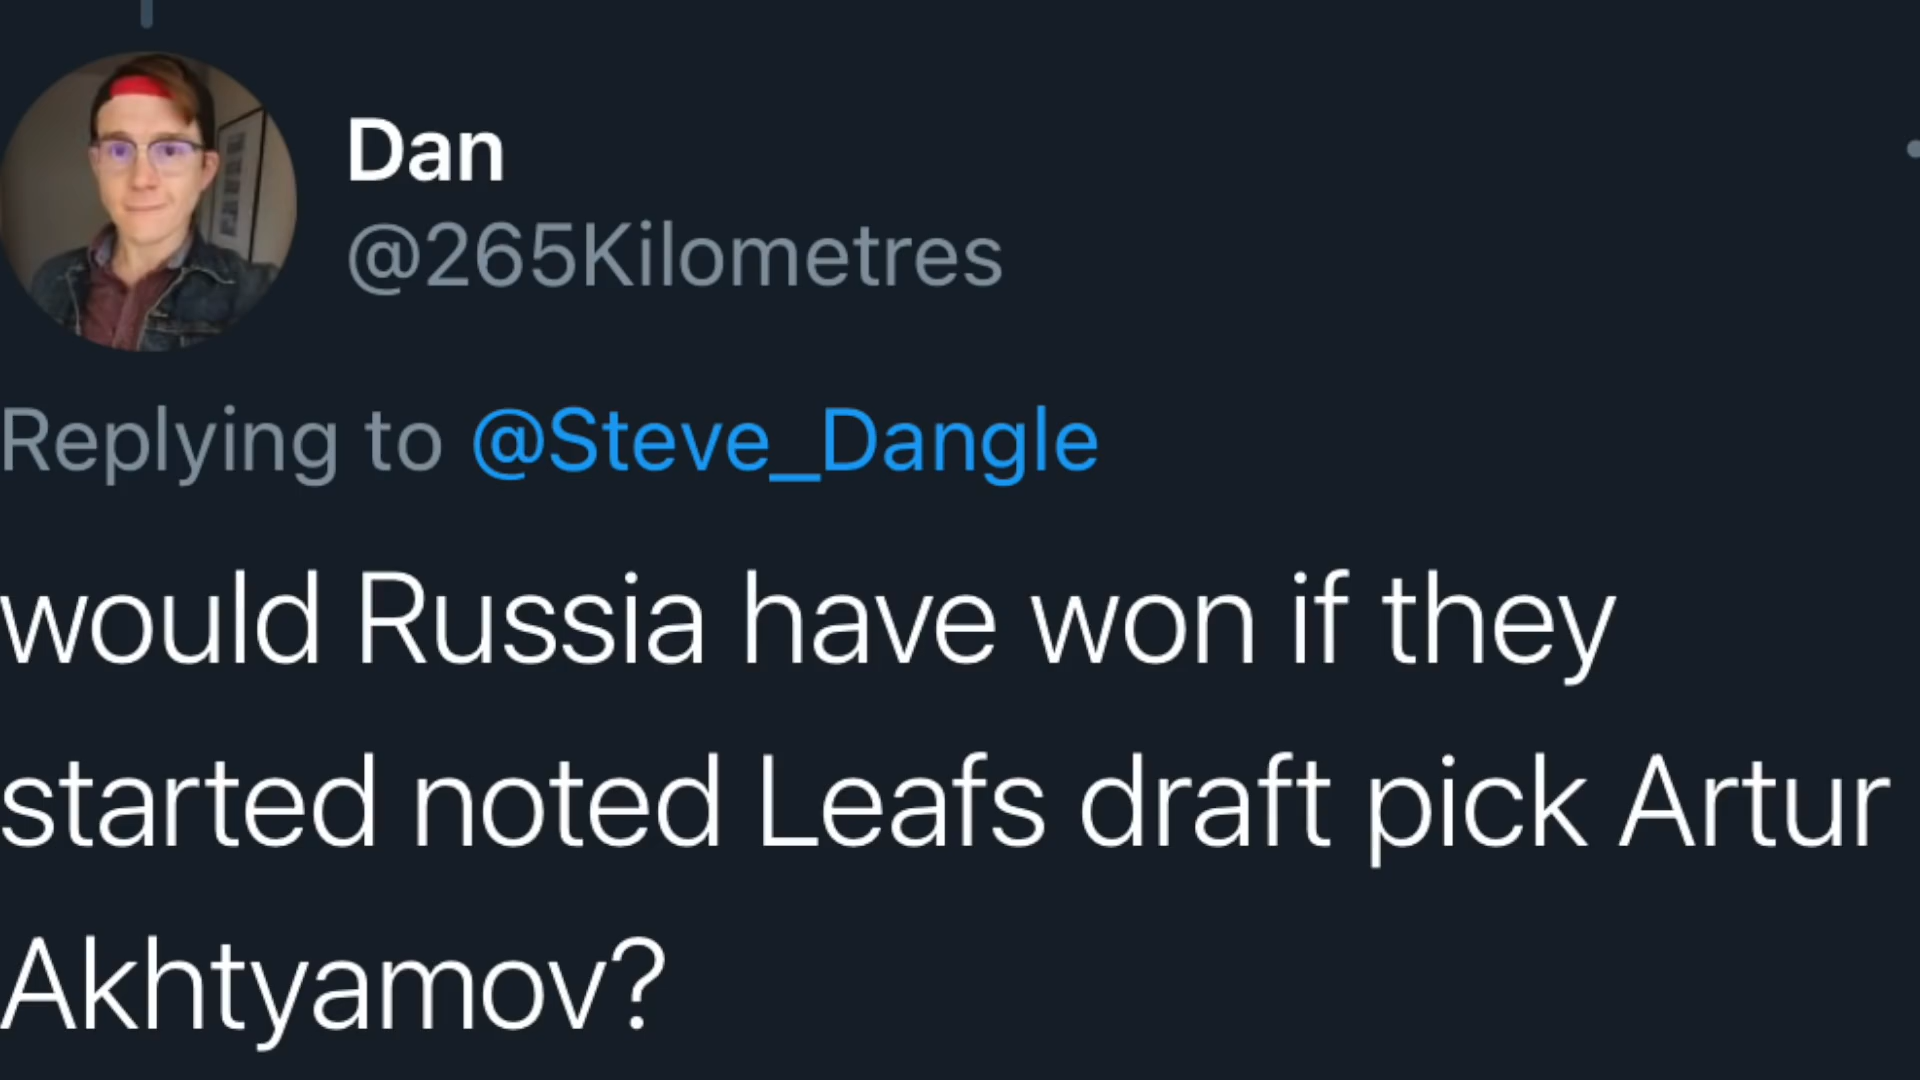 Dan
@265Kilometres
Replying to @Steve_Dangle
would Russia have won if they
started noted Leafs draft pick Artur
Akhtyamov?